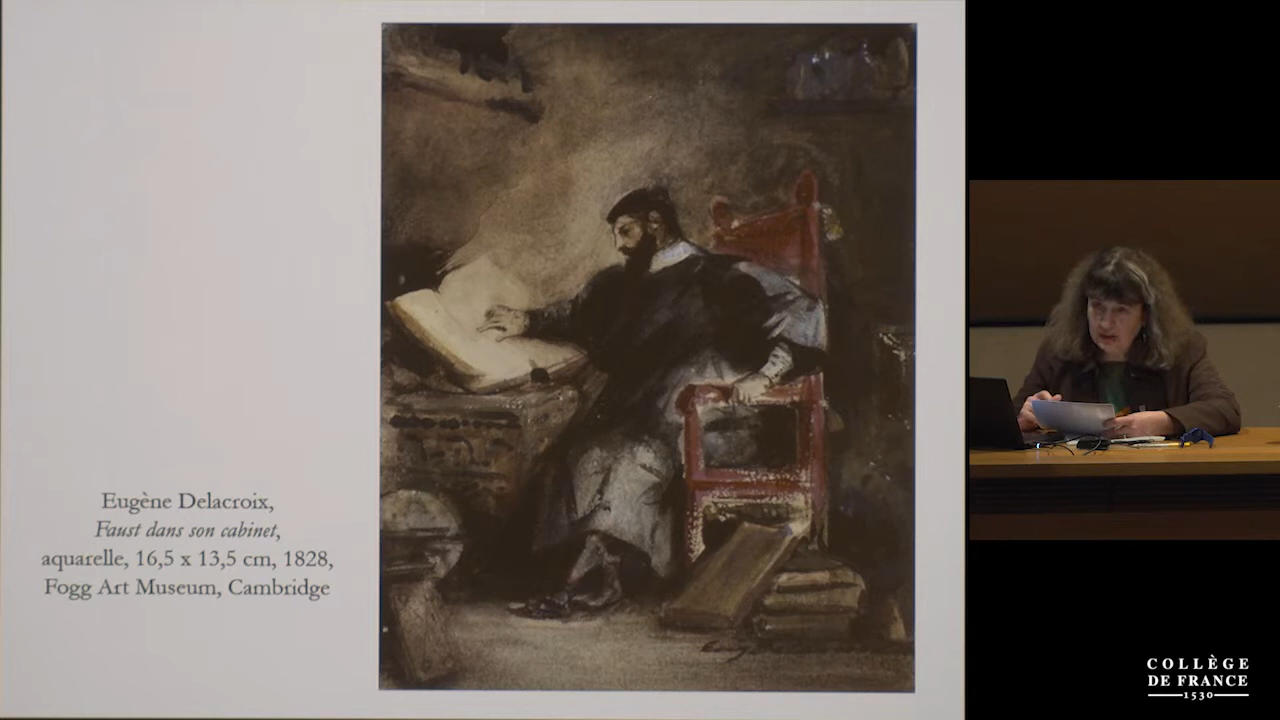 Eugène Delacroix,
Faust dans son cabinet,
aquarelle, 16,5 x 13,5 cm, 1828,
Fogg Art Museum, Cambridge
COLLÈGE
DE FRANCE
1530